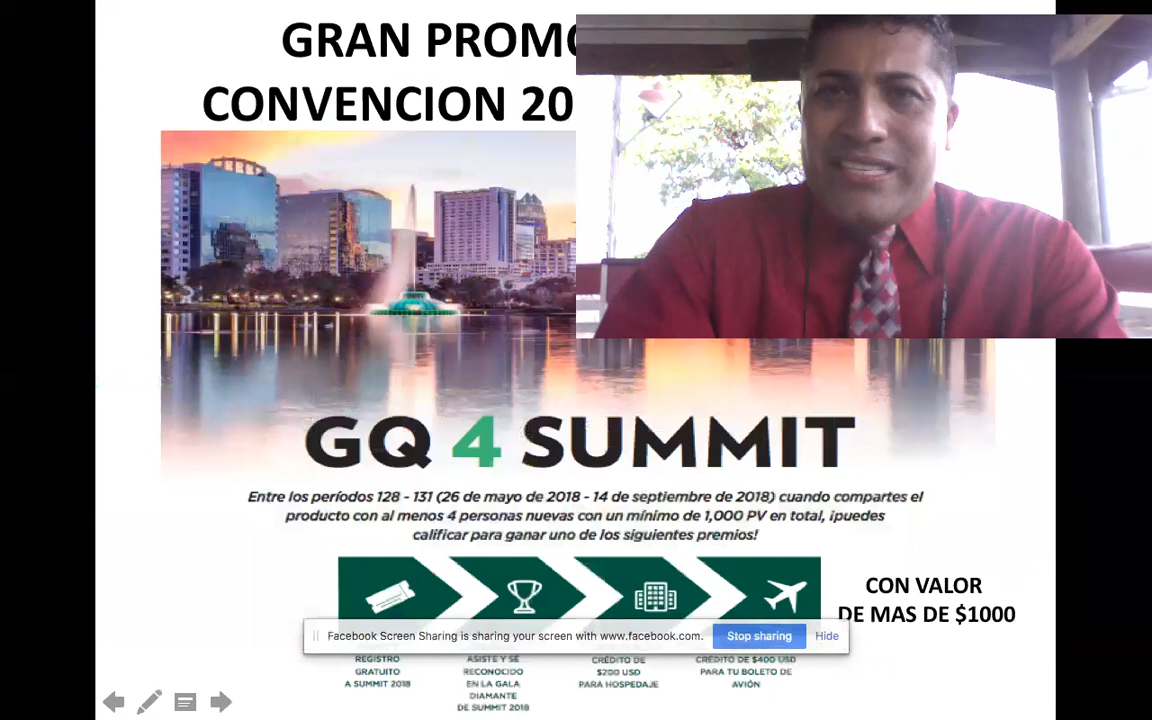 GRAN PROMO
CONVENCION 20
GQ 4 SUMMIT
Entre los períodos 128 - 131 (26 de mayo de 2018 - 14 de septiembre de 2018) cuando compartes el
producto con al menos 4 personas nuevas con un mínimo de 1,000 PV en total, ¡puedes
calificar para ganar uno de los siguientes premios!
CON VALOR
DE MAS DE $1000
Facebook Screen Sharing is sharing your screen with www.facebook.com.
Stop sharing
Hide
REGISTRO
GRATUITO
A SUMMIT 2018
ASISTE Y SE
RECONOCIDO
EN LA GALA
DIAMANTE
DE SUMMIT 2018
CRÉDITO DE
$200 USD
PARA HOSPEDAJE
CRÉDITO DE $400 USD
PARA TU BOLETO DE
AVIÓN